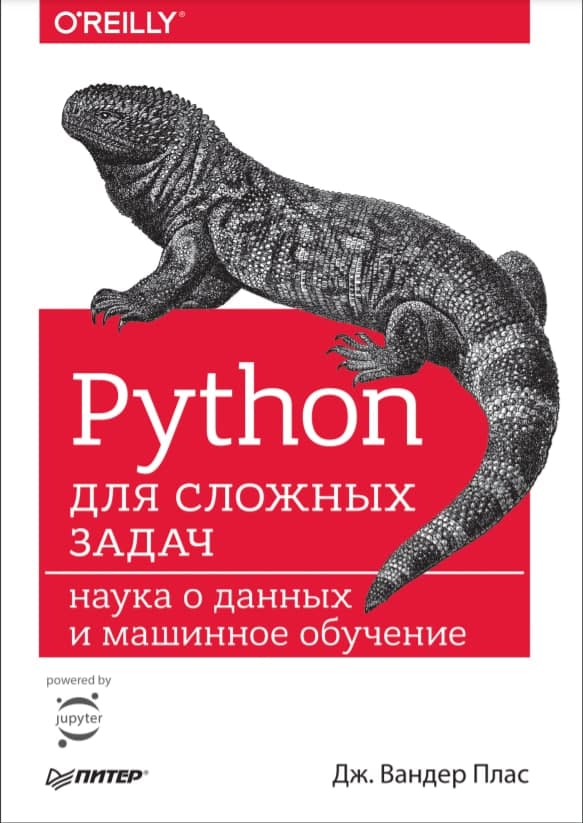 O'REILLY®
Python
для сложных
задач
наука о данных
и машинное обучение
powered by
jupyter
ПИТЕР®
Дж. Вандер Плас